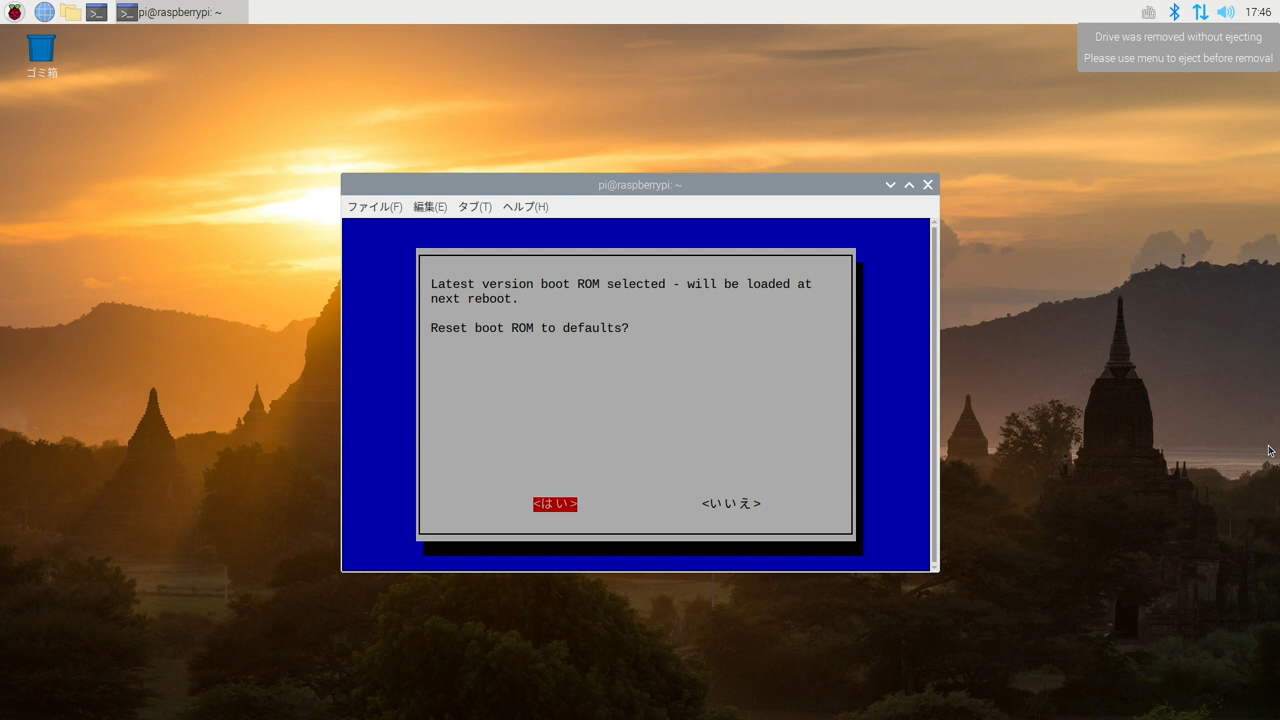 pi@raspberrypi: ~
17:46
Drive was removed without ejecting
Please use menu to eject before removal
ゴミ箱
pi@raspberrypi: ~
ファイル(F) 編集(E) タブ(T) ヘルプ(H)
Latest version boot ROM selected - will be loaded at
next reboot.
Reset boot ROM to defaults?
<はい> <いいえ>